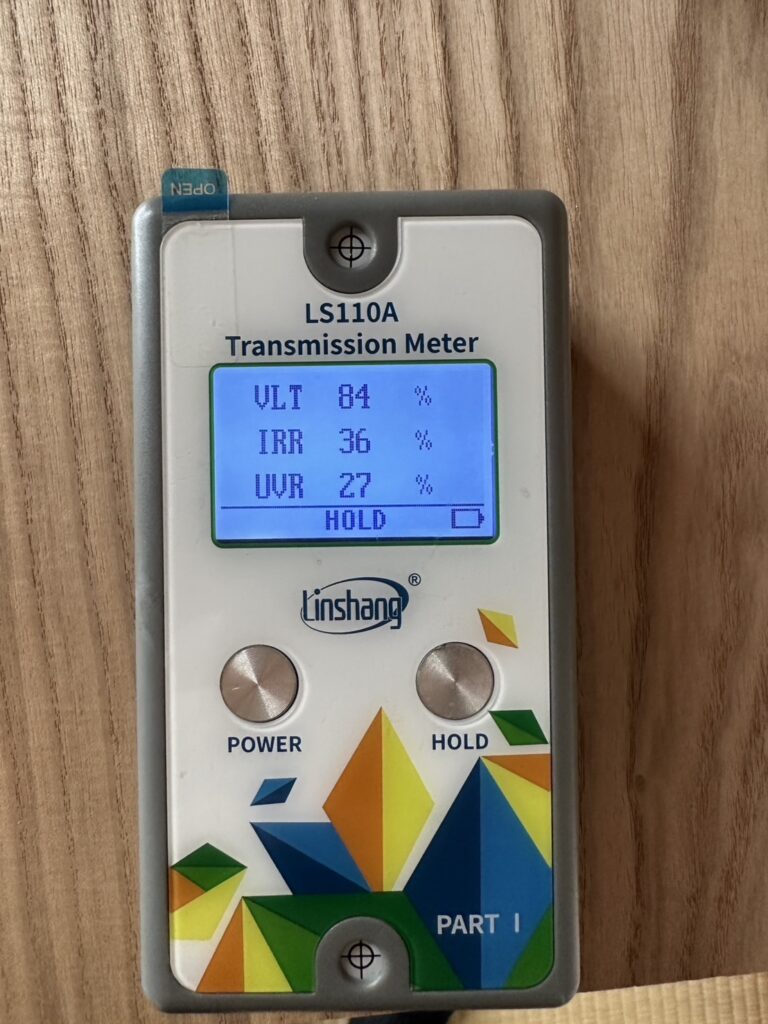 OPEN
LS110A
Transmission Meter
VLT 84 %
IRR 36 %
UVR 27 %
HOLD
Linshang®
POWER HOLD
PART I